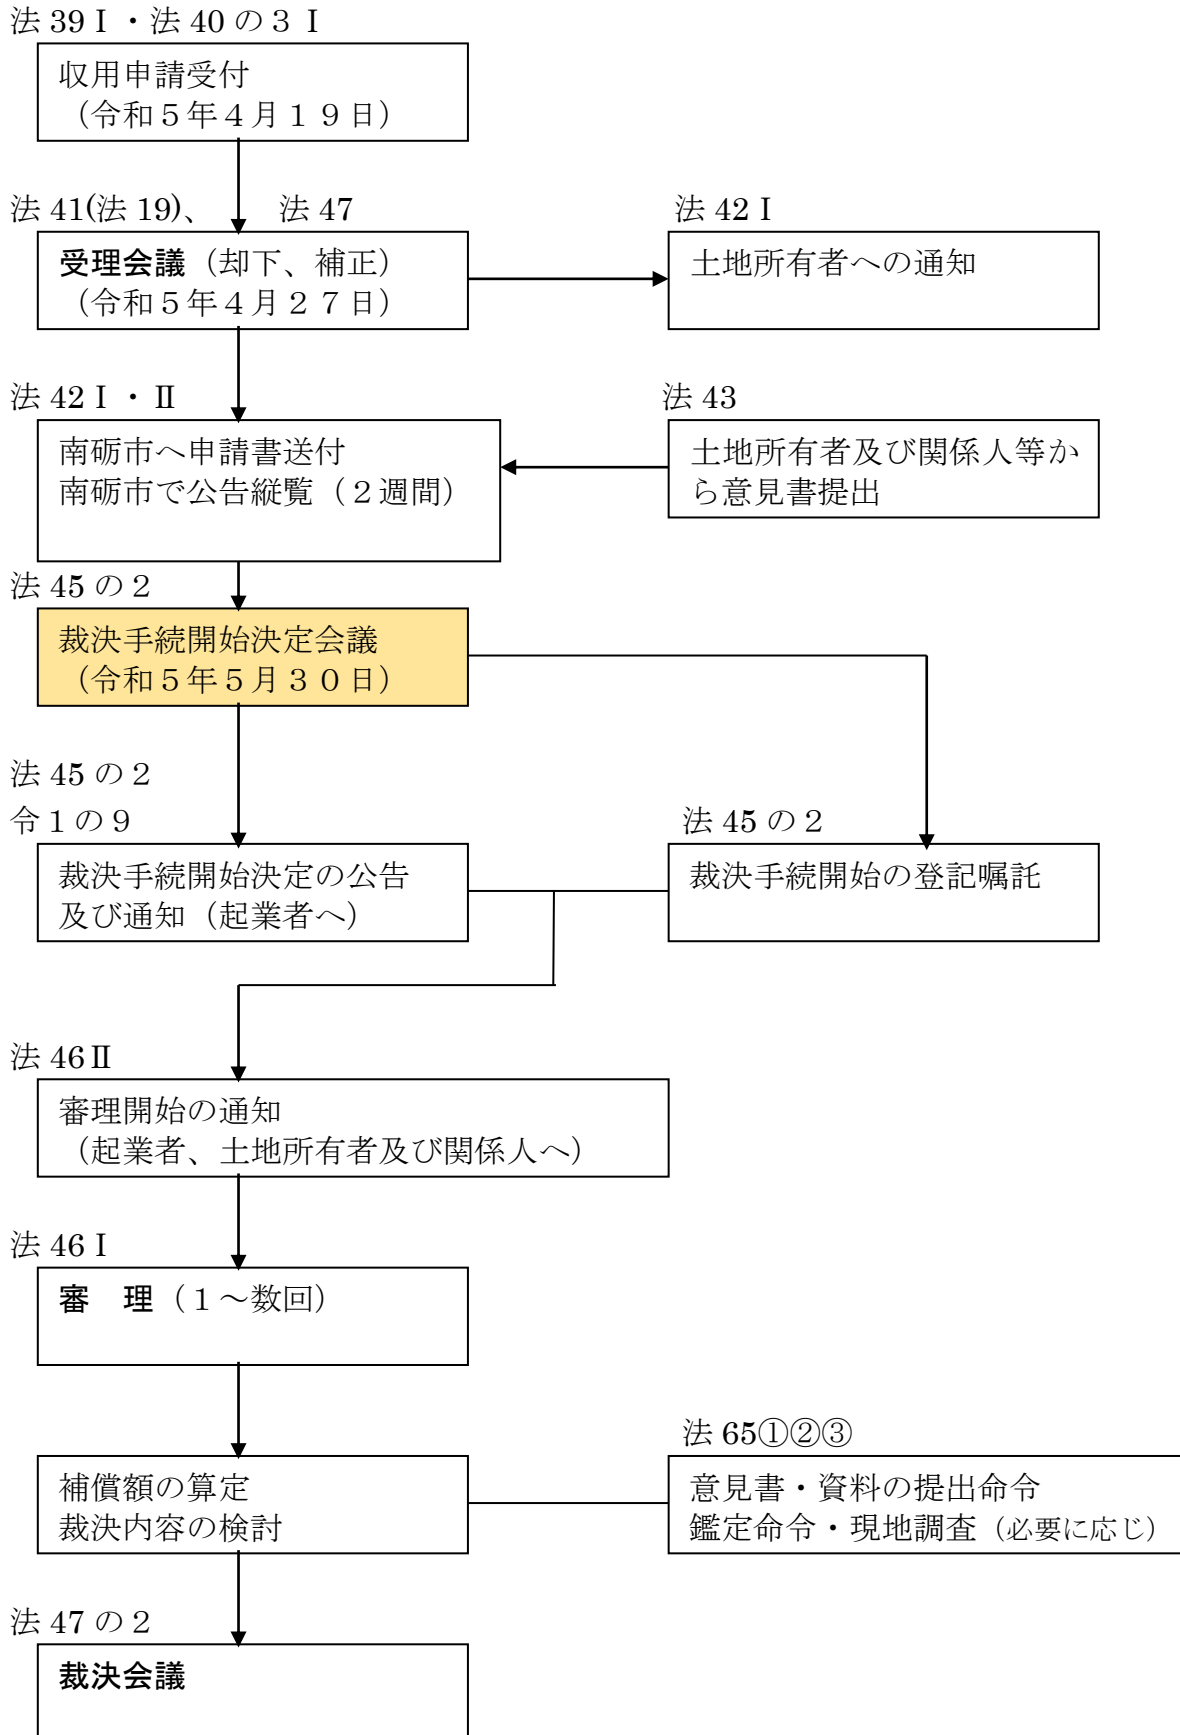 法 39Ⅰ・法 40 の３Ⅰ
収用申請受付
（令和５年４月１９日）
法 41(法 19)、　　法 47
受理会議（却下、補正）
（令和５年４月２７日）
法 42Ⅰ
土地所有者への通知
法 42Ⅰ・Ⅱ
南砺市へ申請書送付
南砺市で公告縦覧（２週間）
法 43
土地所有者及び関係人等か
ら意見書提出
法 45 の２
裁決手続開始決定会議
（令和５年５月３０日）
法 45 の２
令１の９
裁決手続開始決定の公告
及び通知（起業者へ）
法 45 の２
裁決手続開始の登記嘱託
法 46Ⅱ
審理開始の通知
（起業者、土地所有者及び関係人へ）
法 46Ⅰ
審　理（１～数回）
補償額の算定
裁決内容の検討
法 65①②③
意見書・資料の提出命令
鑑定命令・現地調査（必要に応じ）
法 47 の２
裁決会議